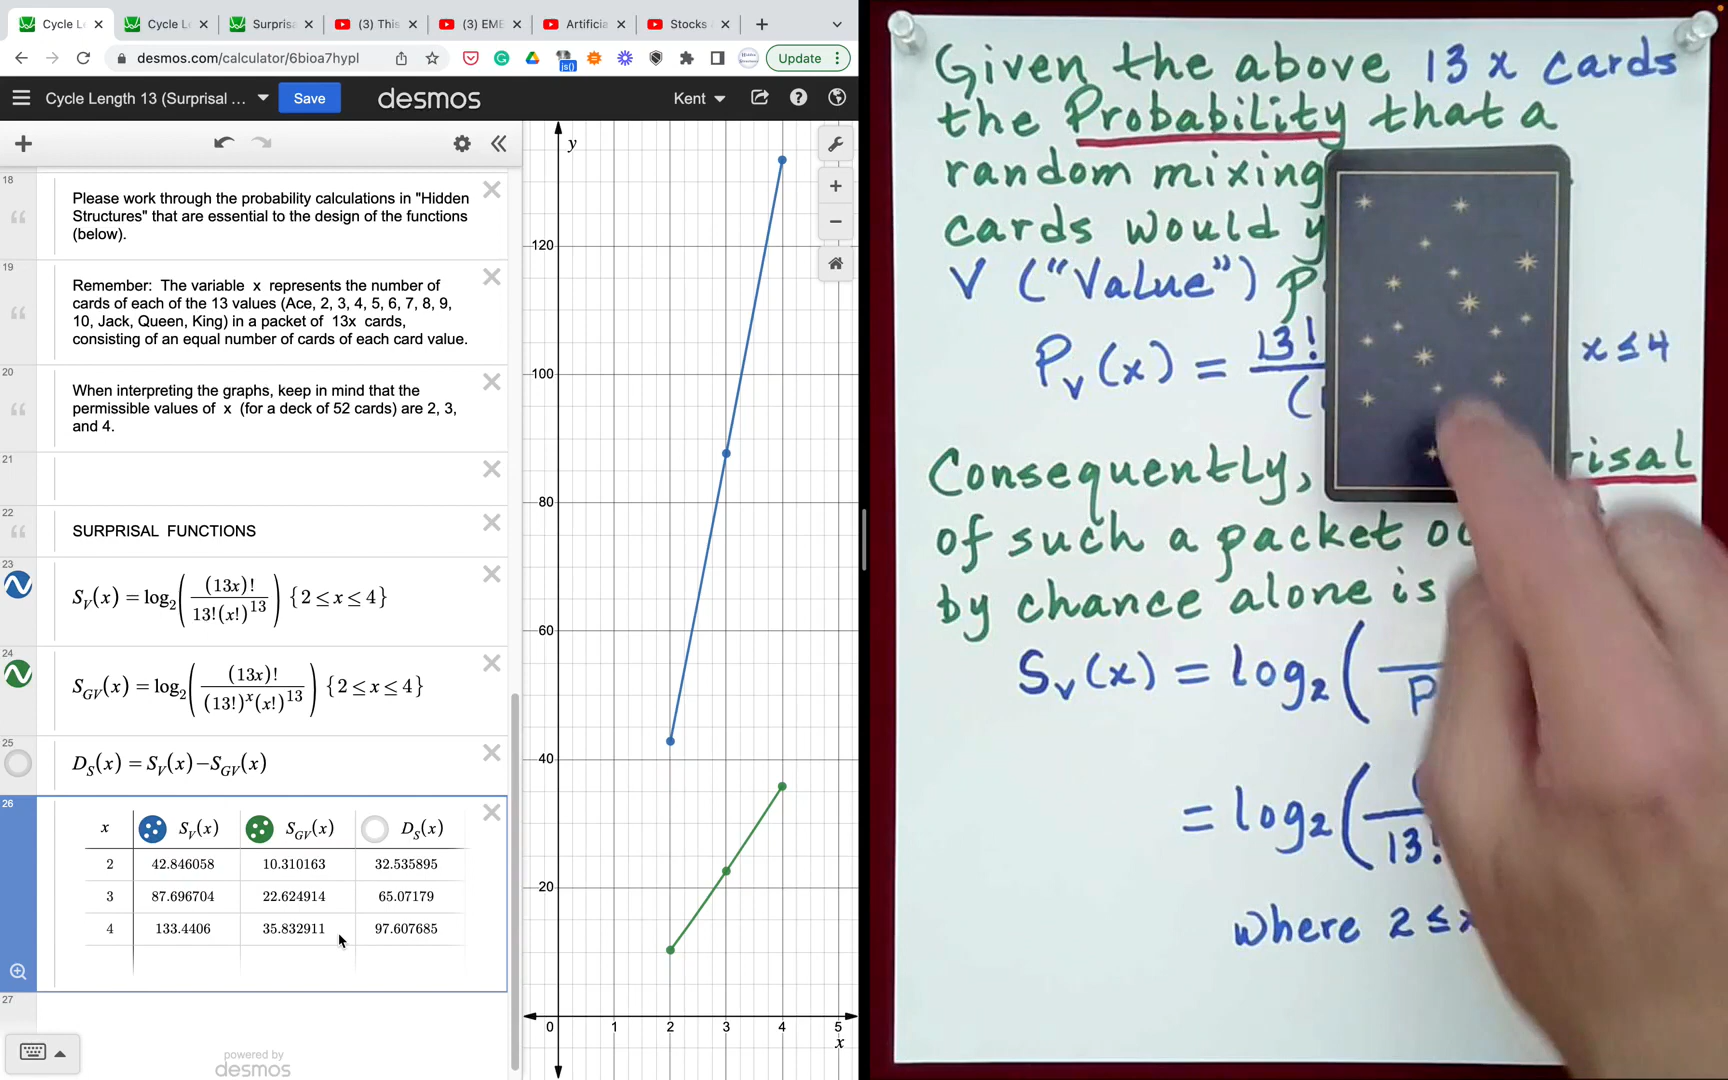 Cycle L
Cycle Le
Surprisa
(3) This
(3) EME
Artificia
Stocks
desmos.com/calculator/6bioa7hypl
js()
Update
Cycle Length 13 (Surprisal ...
Save
desmos
Kent
18
Please work through the probability calculations in "Hidden
Structures" that are essential to the design of the functions
(below).
19
Remember: The variable x represents the number of
cards of each of the 13 values (Ace, 2, 3, 4, 5, 6, 7, 8, 9,
10, Jack, Queen, King) in a packet of 13x cards,
consisting of an equal number of cards of each card value.
20
When interpreting the graphs, keep in mind that the
permissible values of x (for a deck of 52 cards) are 2, 3,
and 4.
21
22
SURPRISAL FUNCTIONS
23
S_V(x) = log₂((13x)! / 13!(x!)^13) {2 ≤ x ≤ 4}
24
S_GV(x) = log₂((13x)! / (13!)^x(x!)^13) {2 ≤ x ≤ 4}
25
D_S(x) = S_V(x) − S_GV(x)
26
x S_V(x) S_GV(x) D_S(x)
2 42.846058 10.310163 32.535895
3 87.696704 22.624914 65.07179
4 133.4406 35.832911 97.607685
27
powered by
desmos
y
120
100
80
60
40
20
0 1 2 3 4 5
x
Given the above 13x cards
the Probability that a
random mixing
cards would
V ("Value")
P_V(x) = 13! x ≤ 4
Consequently,
of such a packet
by chance alone is
S_V(x) = log₂(
= log₂( 13!
where 2 ≤ x